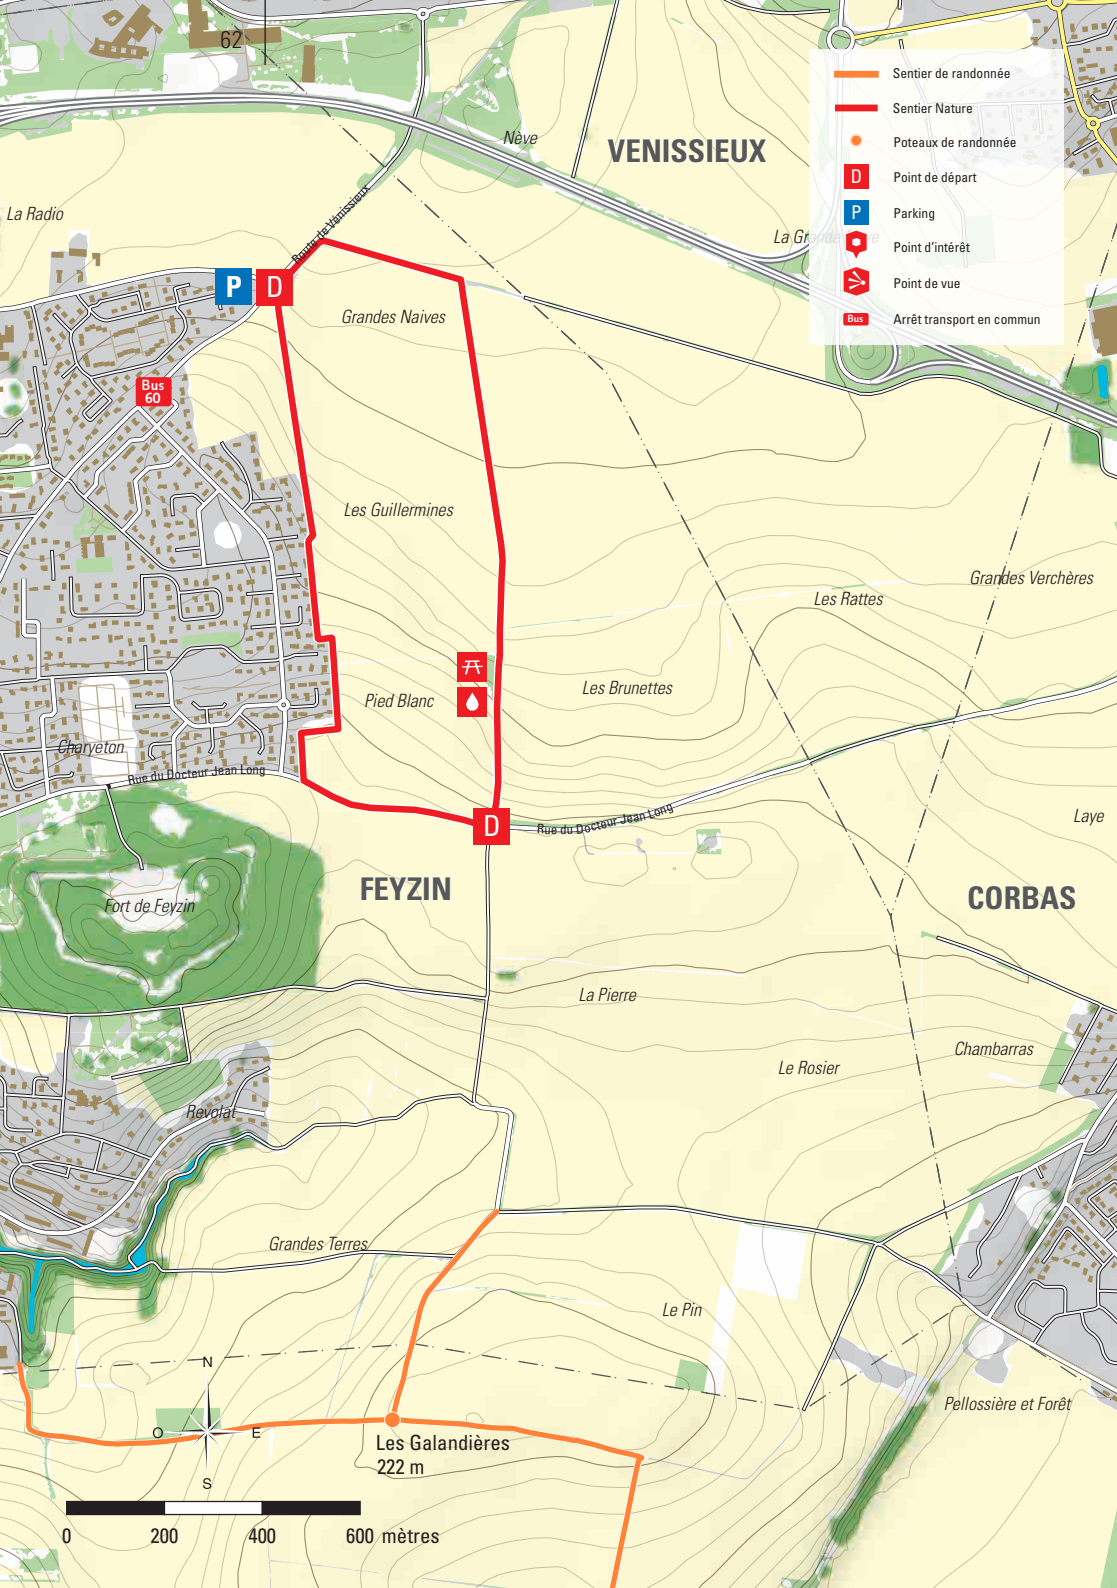 62
Nève
VENISSIEUX
La Radio
Route de Vénissieux
La Grande Nève
Sentier de randonnée
Sentier Nature
Poteaux de randonnée
D
Point de départ
P
Parking
Point d'intérêt
Point de vue
Bus
Arrêt transport en commun
P
D
Grandes Naives
Bus
60
Les Guillermines
Grandes Verchères
Les Rattes
Les Brunettes
Pied Blanc
Charveton
Rue du Docteur Jean Long
D
Rue du Docteur Jean Long
Laye
FEYZIN
CORBAS
Fort de Feyzin
La Pierre
Chambarras
Le Rosier
Revolat
Grandes Terres
Le Pin
N
O
E
S
Pellossière et Forêt
Les Galandières
222 m
0
200
400
600 mètres